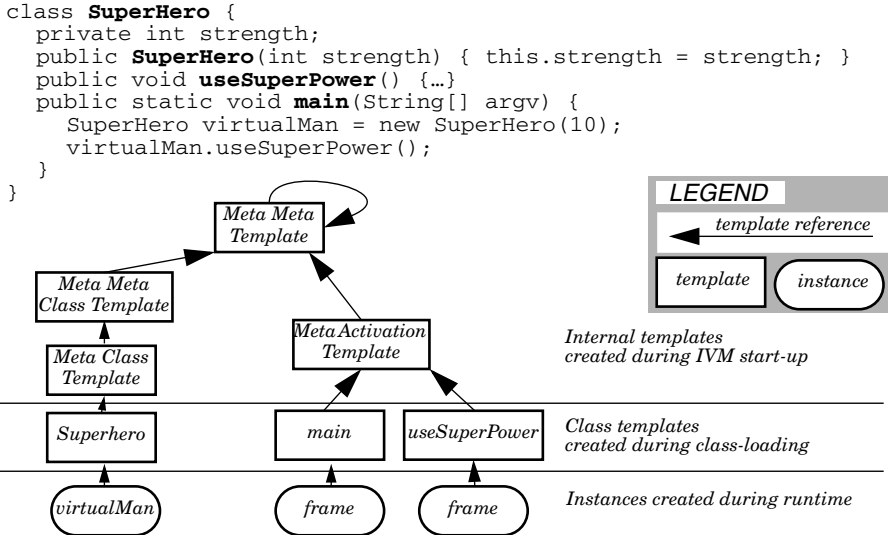 class SuperHero {
private int strength;
public SuperHero(int strength) { this.strength = strength; }
public void useSuperPower() {…}
public static void main(String[] argv) {
SuperHero virtualMan = new SuperHero(10);
virtualMan.useSuperPower();
}
}
LEGEND
template reference
template
instance
Meta Meta
Template
Meta Meta
Class Template
Meta Activation
Template
Meta Class
Template
Internal templates
created during IVM start-up
Superhero
main
useSuperPower
Class templates
created during class-loading
virtualMan
frame
frame
Instances created during runtime